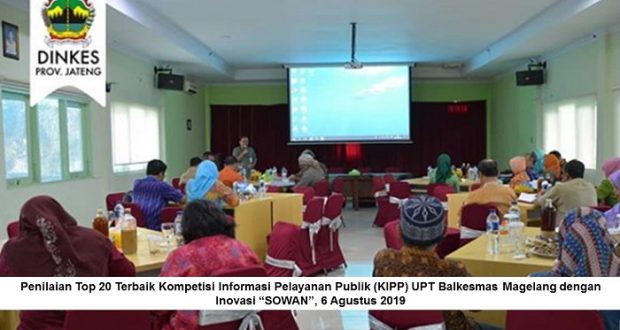 DINKES
PROV. JATENG
Penilaian Top 20 Terbaik Kompetisi Informasi Pelayanan Publik (KIPP) UPT Balkesmas Magelang dengan
Inovasi “SOWAN”, 6 Agustus 2019